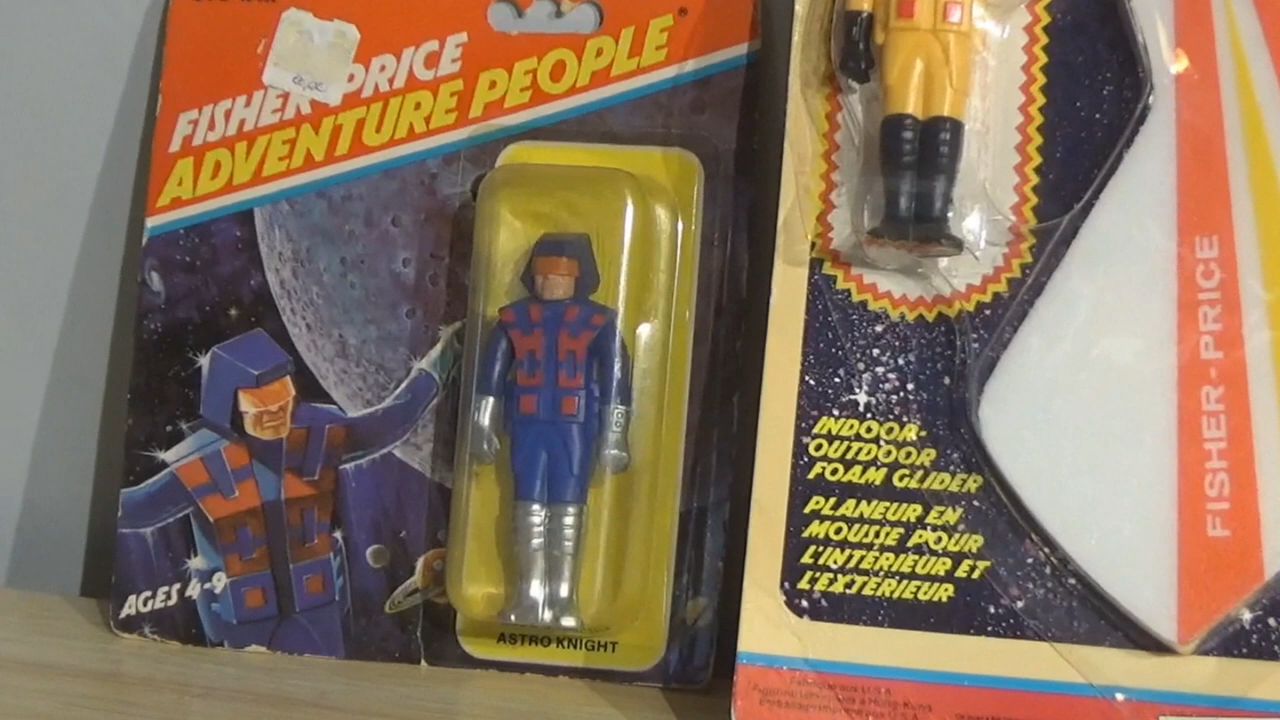 FISHER-PRICE
ADVENTURE PEOPLE
AGES 4-9
ASTRO KNIGHT
INDOOR-
OUTDOOR
FOAM GLIDER
PLANEUR EN
MOUSSE POUR
L'INTÉRIEUR ET
L'EXTÉRIEUR
FISHER-PRICE